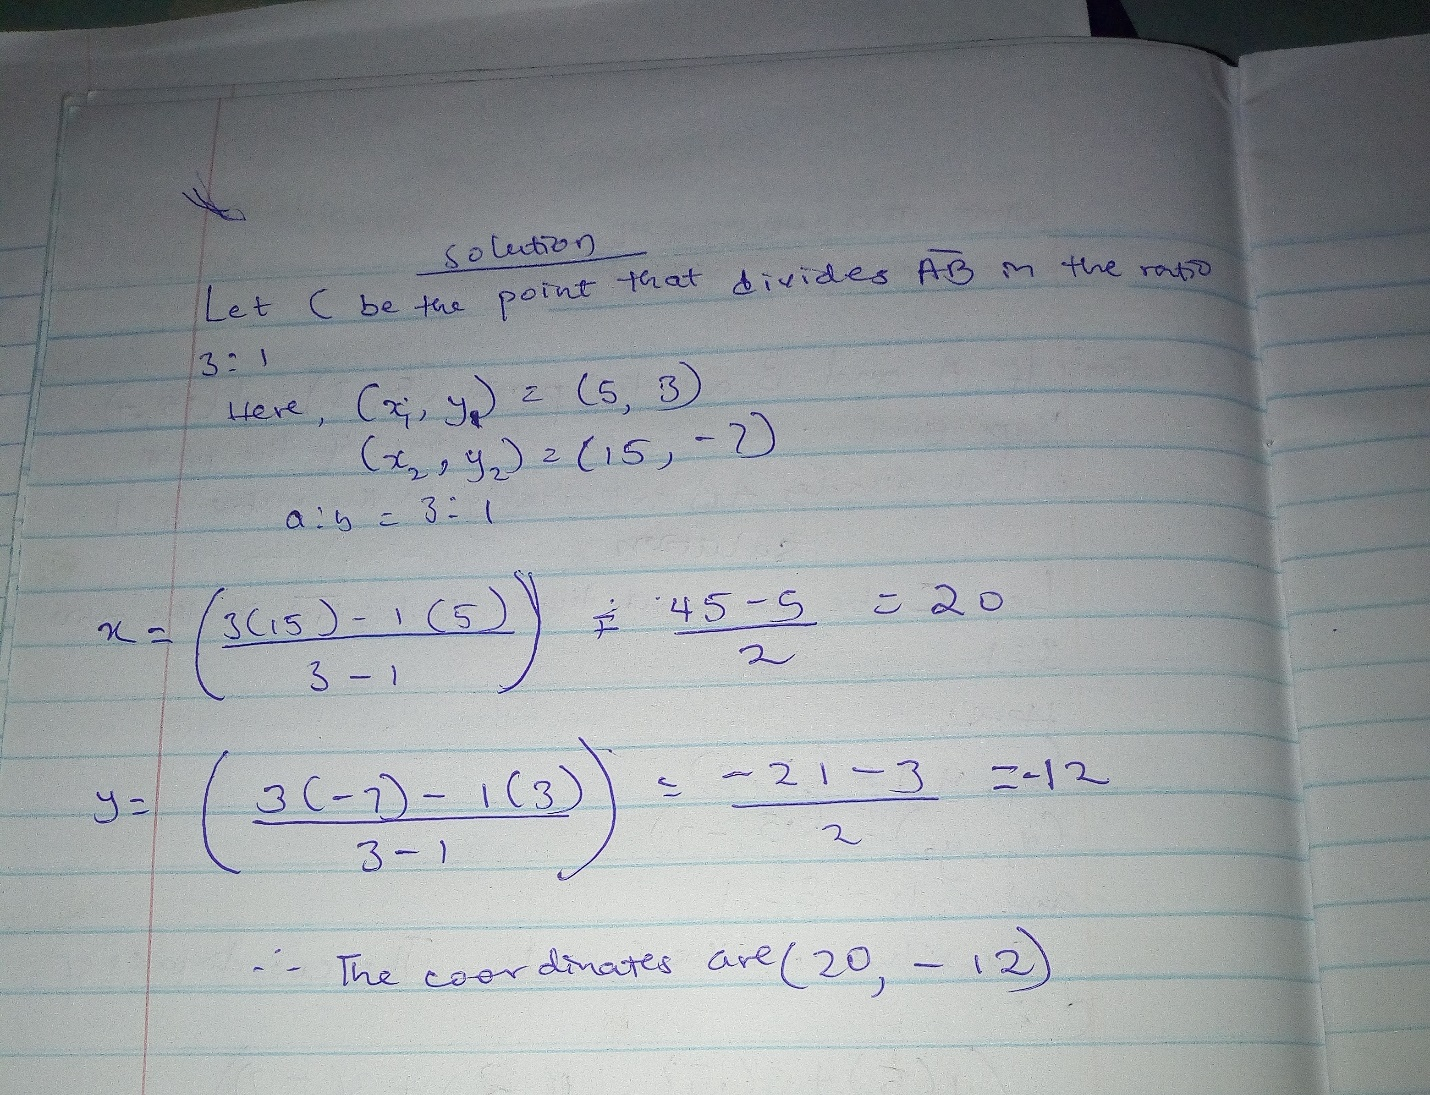 solution
Let C be the point that divides AB in the ratio
3:1
Here, (x₁, y₁) = (5, 3)
(x₂, y₂) = (15, -7)
a:b = 3:1
x = (3(15) - 1(5) / 3 - 1) = 45 - 5 / 2 = 20
y = (3(-7) - 1(3) / 3 - 1) = -21 - 3 / 2 = -12
∴ The coordinates are (20, -12)